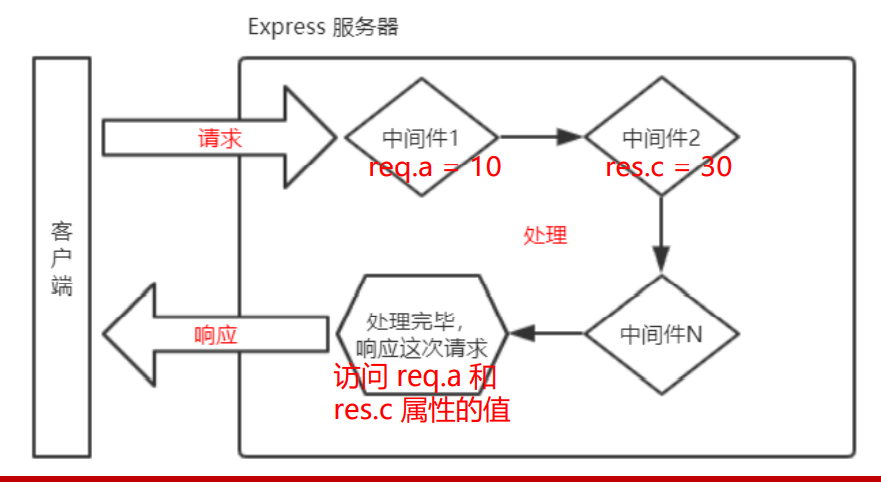 Express 服务器
客户端
请求
中间件1
req.a = 10
中间件2
res.c = 30
处理
中间件N
处理完毕，
响应这次请求
访问 req.a 和
res.c 属性的值
响应